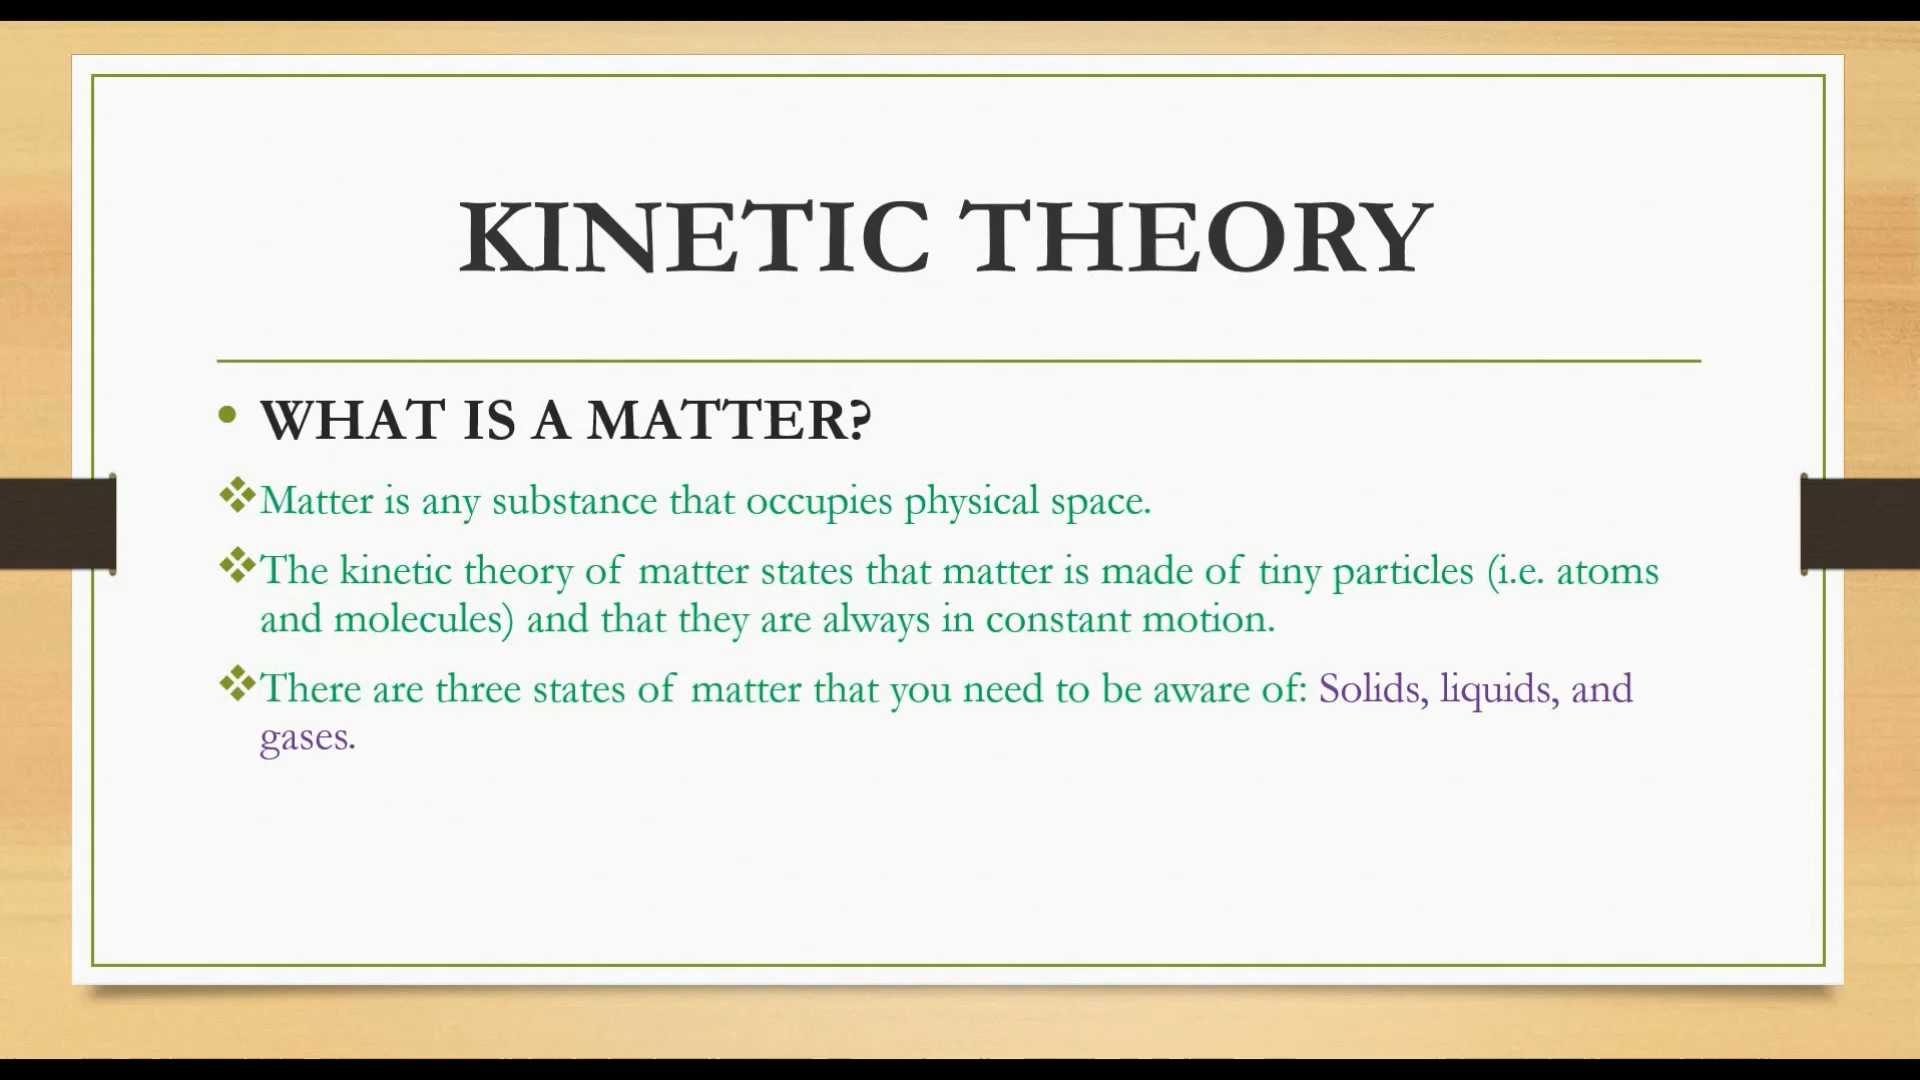 KINETIC THEORY
• WHAT IS A MATTER?
❖Matter is any substance that occupies physical space.
❖The kinetic theory of matter states that matter is made of tiny particles (i.e. atoms
and molecules) and that they are always in constant motion.
❖There are three states of matter that you need to be aware of: Solids, liquids, and
gases.